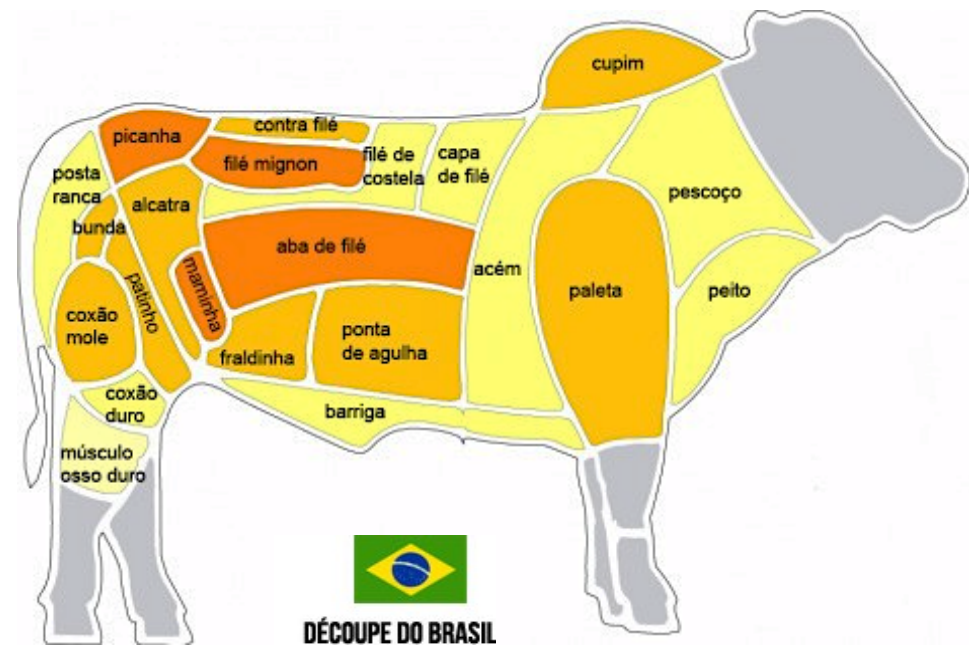 cupim
contra filé
picanha
filé mignon
filé de
costela
capa
de filé
posta
ranca
alcatra
bunda
pescoço
aba de filé
acém
maminha
patinho
paleta
peito
coxão
mole
ponta
de agulha
fraldinha
coxão
duro
barriga
músculo
osso duro
DÉCOUPE DO BRASIL